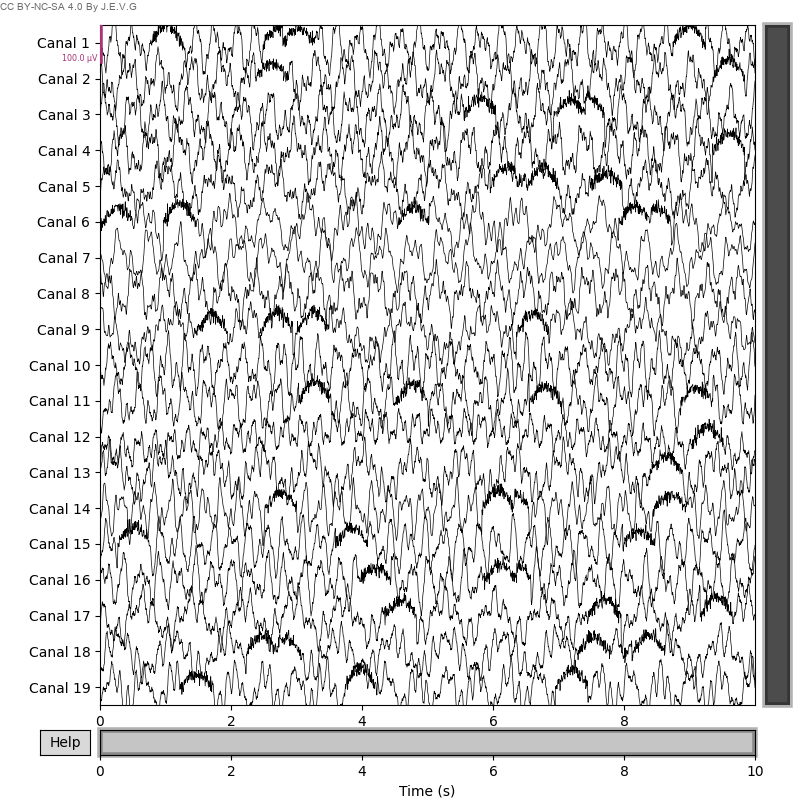 CC BY-NC-SA 4.0 By J.E.V.G
Canal 1
100.0 µV
Canal 2
Canal 3
Canal 4
Canal 5
Canal 6
Canal 7
Canal 8
Canal 9
Canal 10
Canal 11
Canal 12
Canal 13
Canal 14
Canal 15
Canal 16
Canal 17
Canal 18
Canal 19
0 2 4 6 8
Help
0 2 4 6 8 10
Time (s)